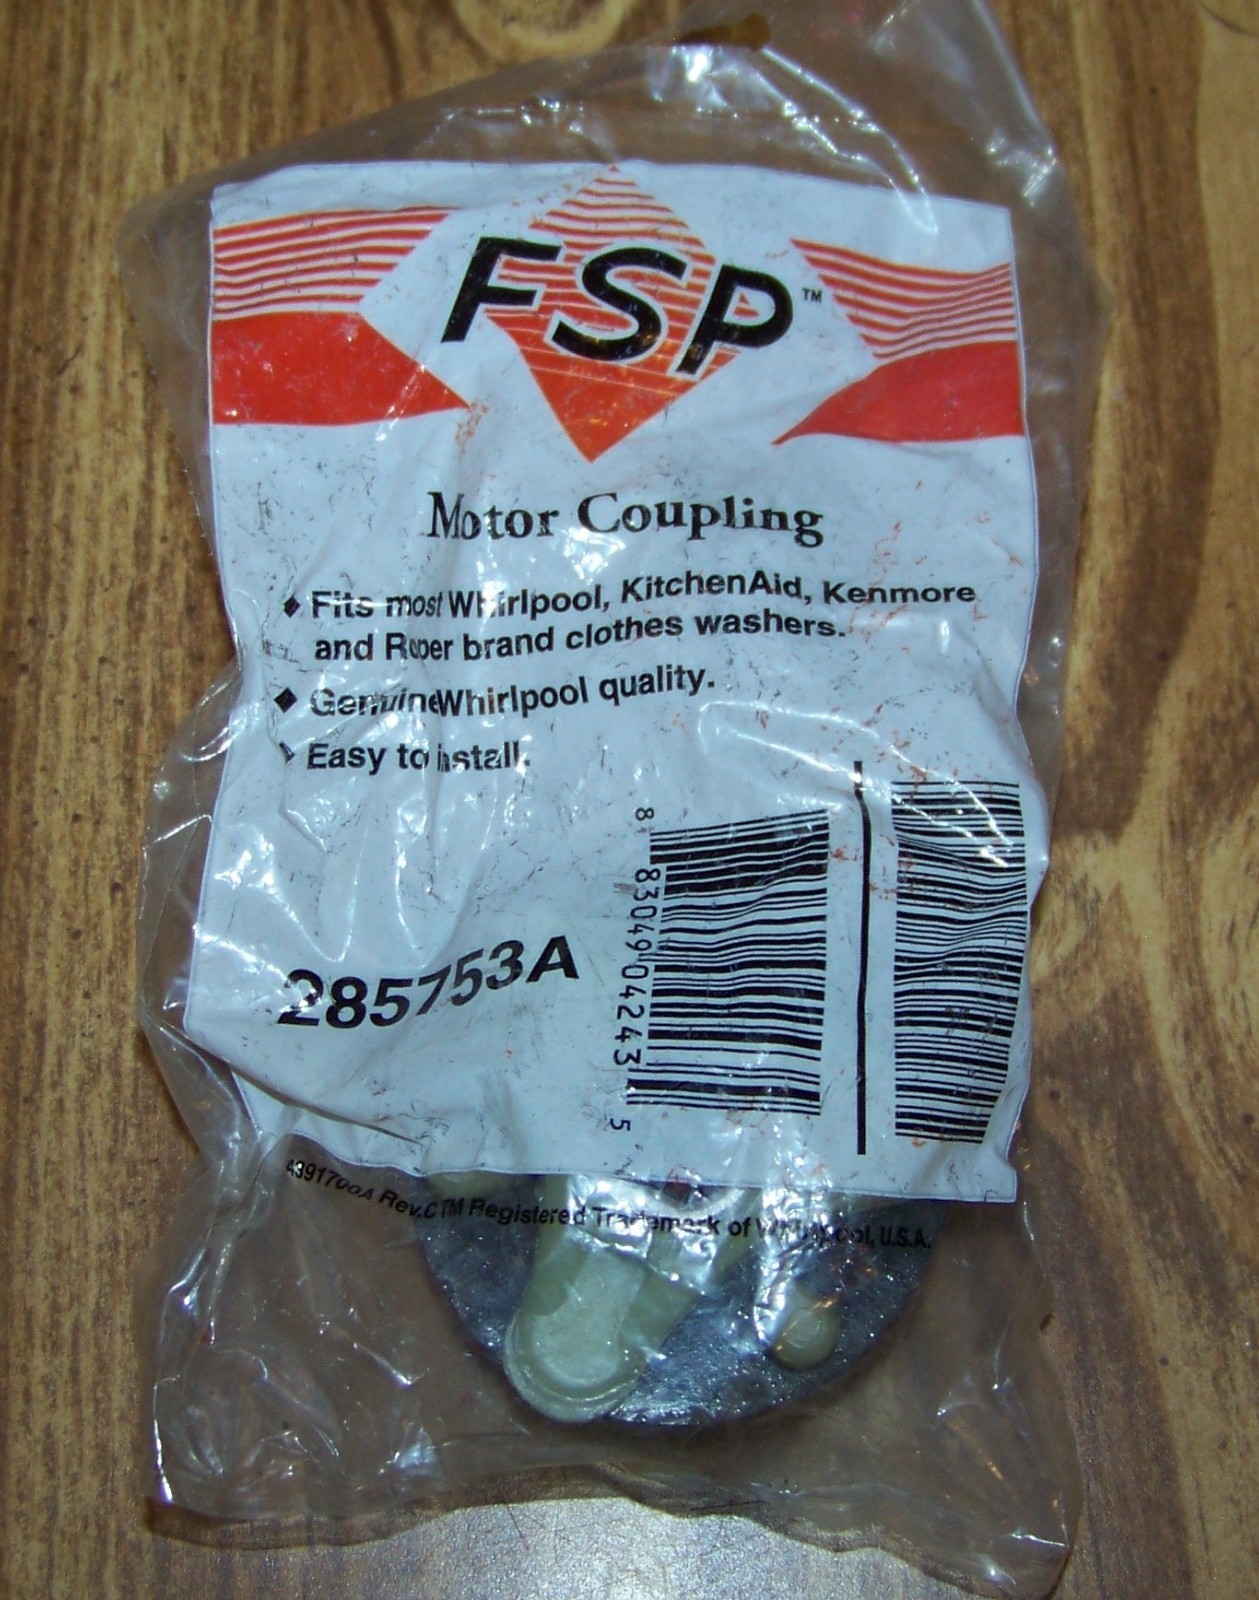 FSP™
Motor Coupling
◆ Fits most Whirlpool, KitchenAid, Kenmore
and Roper brand clothes washers.
◆ Genuine Whirlpool quality.
◆ Easy to install.
285753A
8 83049 04243 5
Rev.C TM Registered Trademark of Whirlpool, U.S.A.